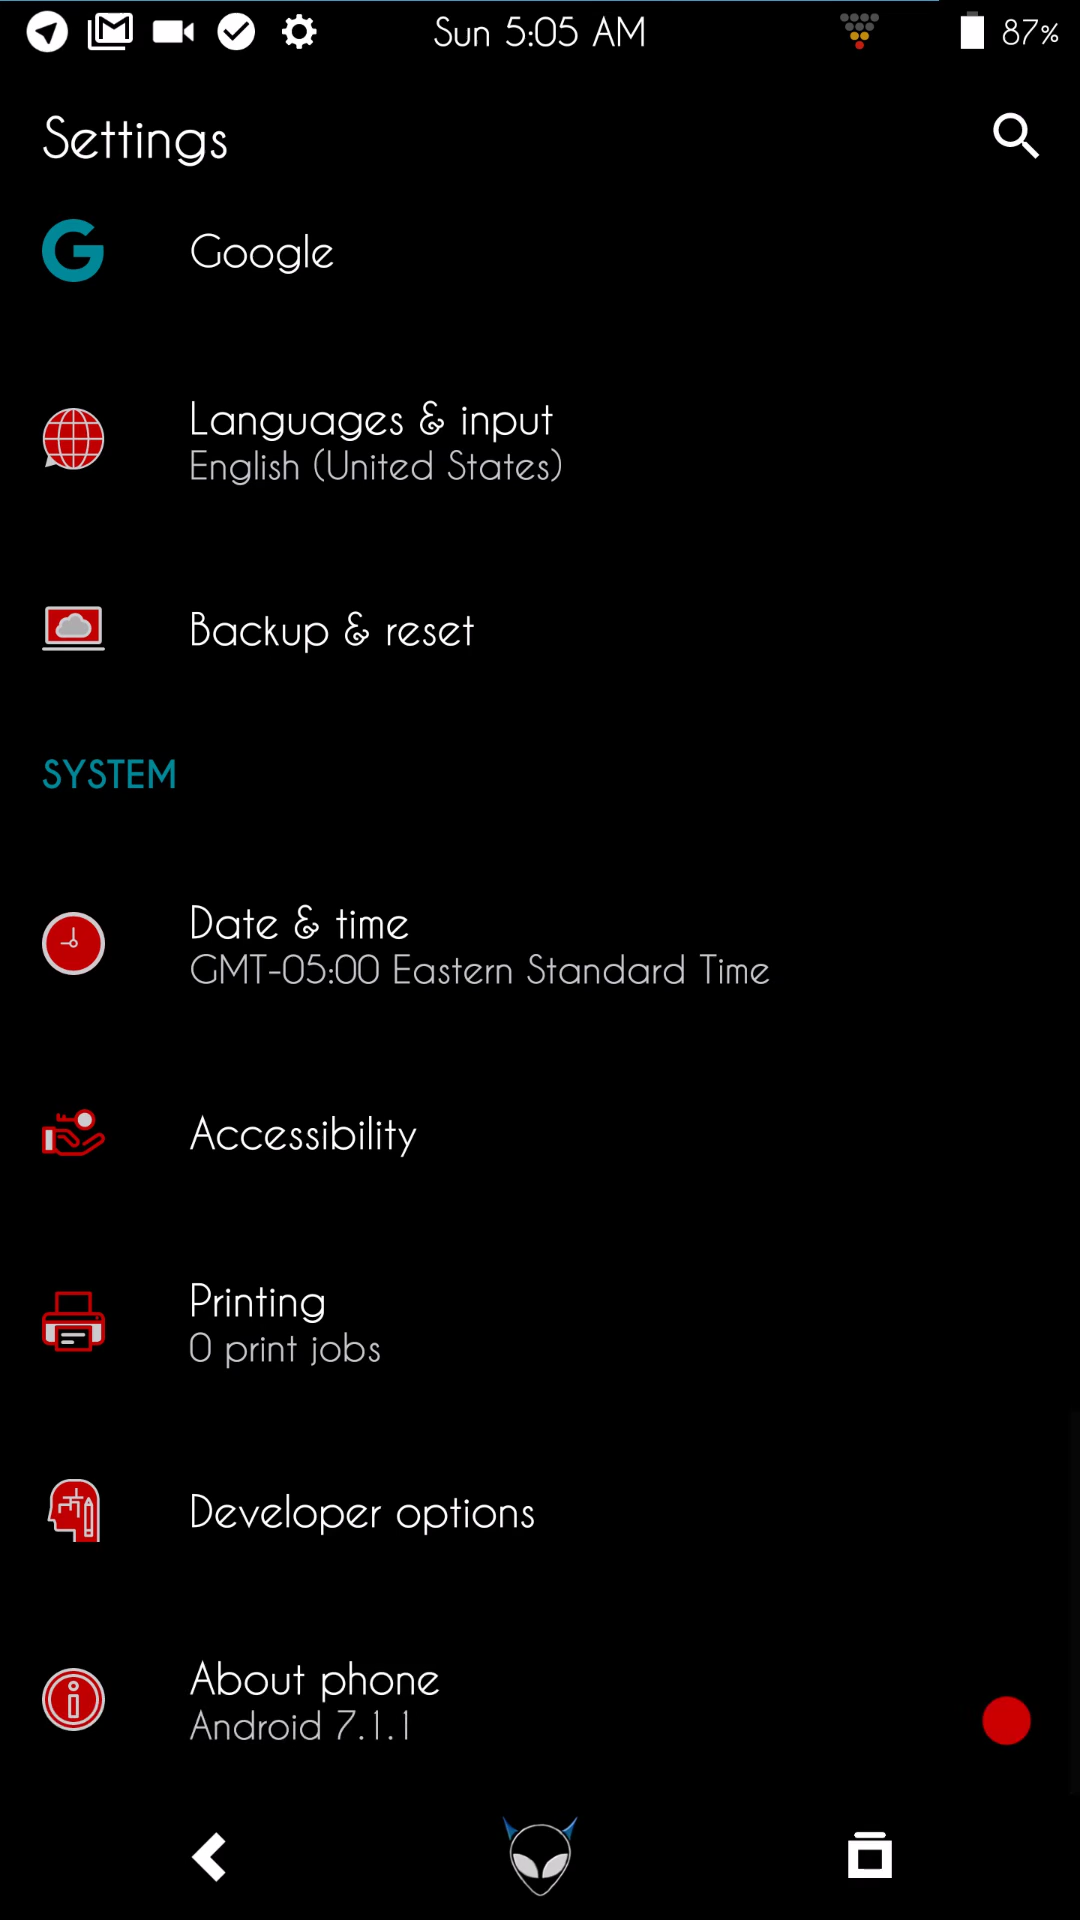 Sun 5:05 AM
87%
Settings
Google
Languages & input
English (United States)
Backup & reset
SYSTEM
Date & time
GMT-05:00 Eastern Standard Time
Accessibility
Printing
0 print jobs
Developer options
About phone
Android 7.1.1